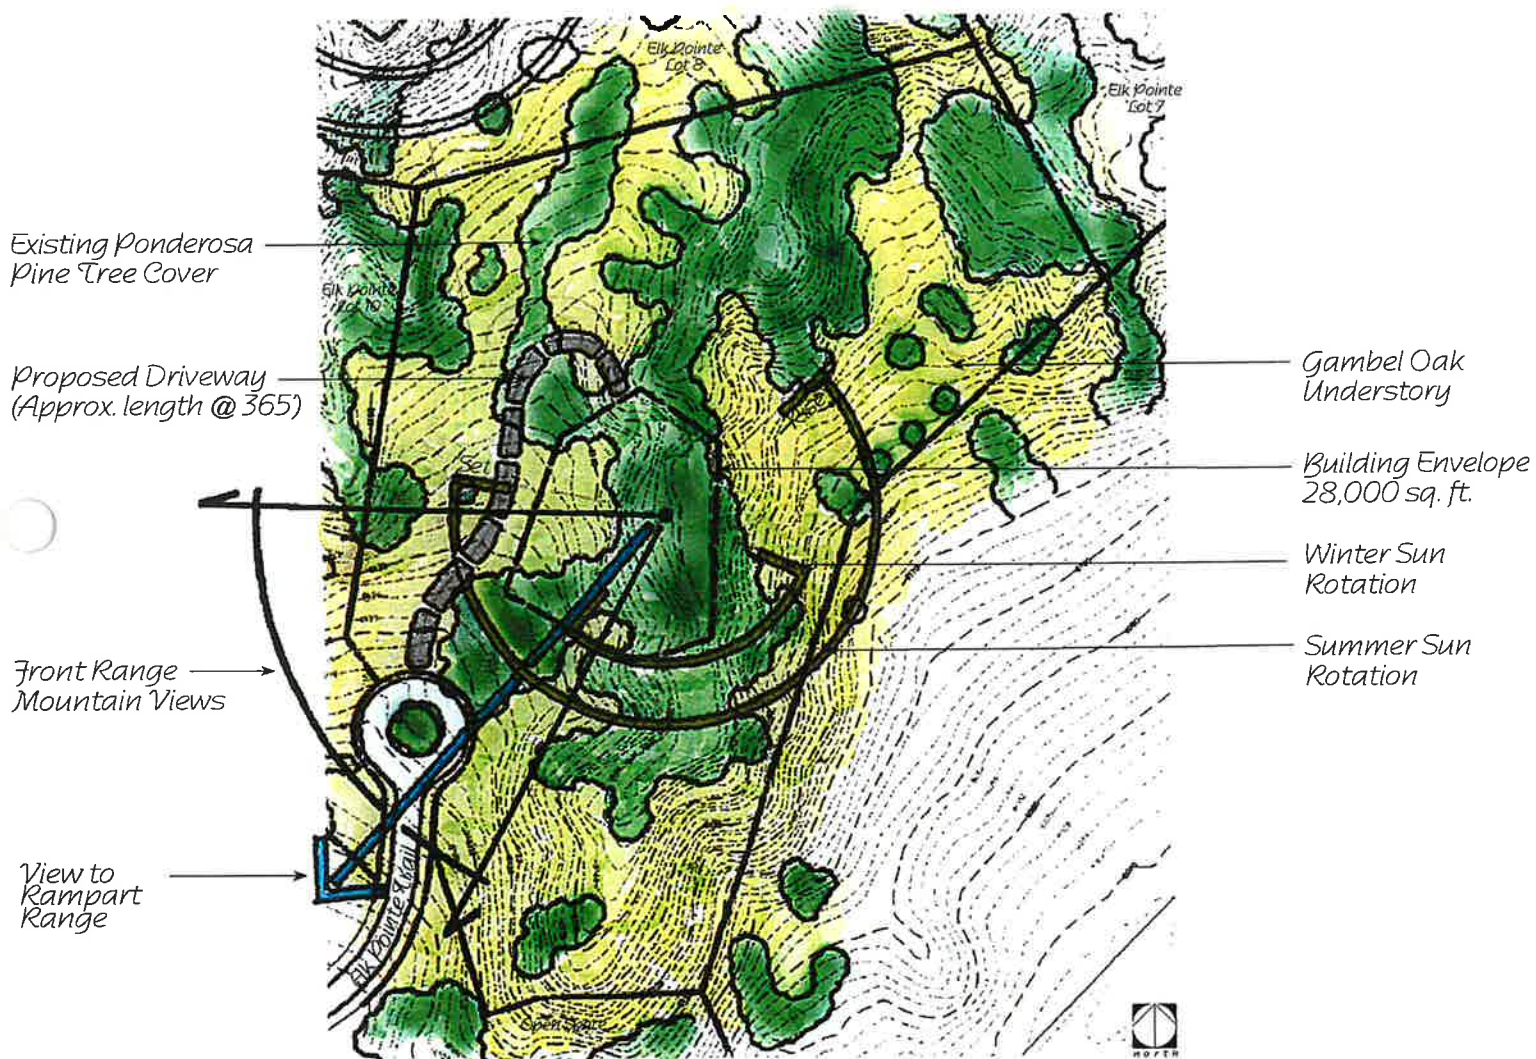 Elk Pointe
Lot 8
Elk Pointe
Lot 7
Existing Ponderosa
Pine Tree Cover
Elk Pointe
Lot 10
Proposed Driveway
(Approx. length @ 365')
Gambel Oak
Understory
Rise
Set
Building Envelope
28,000 sq. ft.
Winter Sun
Rotation
Summer Sun
Rotation
Front Range
Mountain Views
View to
Rampart
Range
Elk Pointe Trail
Open Space
NORTH